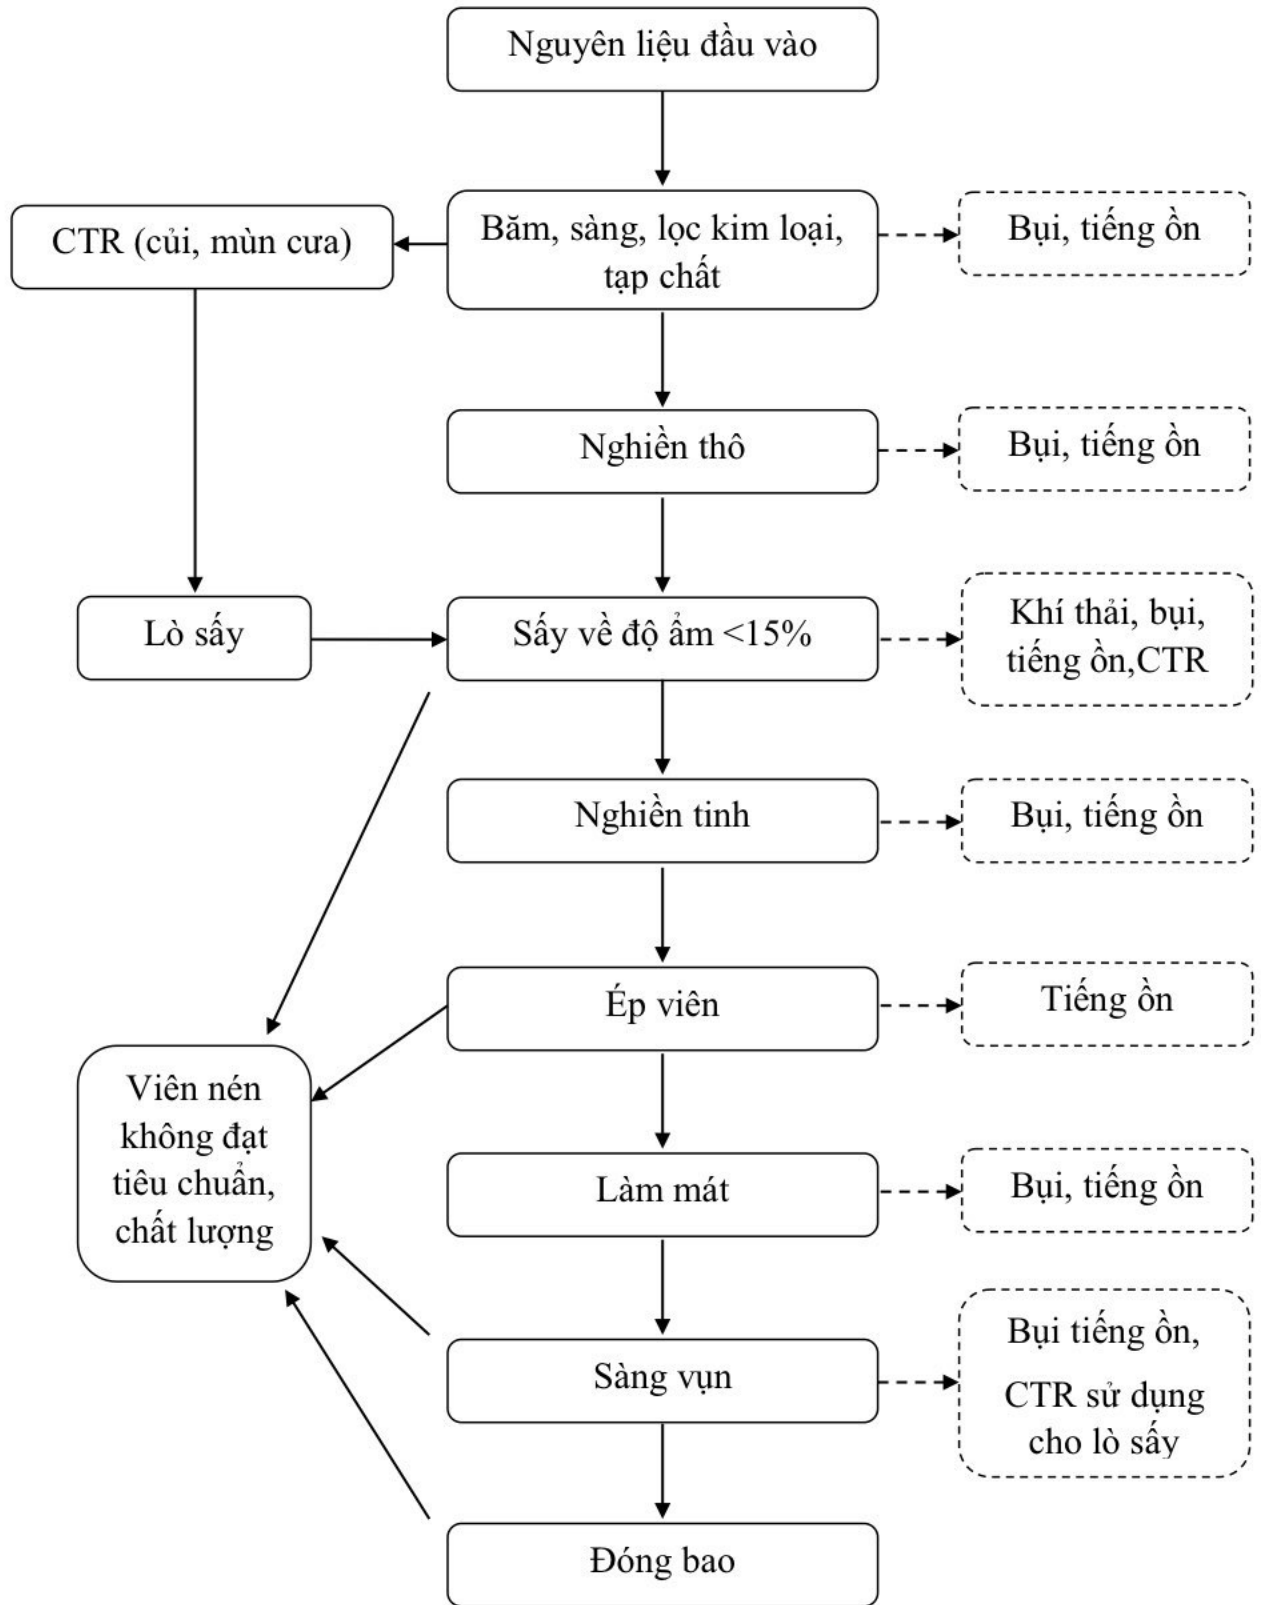 Nguyên liệu đầu vào
CTR (củi, mùn cưa)
Băm, sàng, lọc kim loại,
tạp chất
Bụi, tiếng ồn
Nghiền thô
Bụi, tiếng ồn
Lò sấy
Sấy về độ ẩm <15%
Khí thải, bụi,
tiếng ồn,CTR
Nghiền tinh
Bụi, tiếng ồn
Ép viên
Tiếng ồn
Viên nén
không đạt
tiêu chuẩn,
chất lượng
Làm mát
Bụi, tiếng ồn
Sàng vụn
Bụi tiếng ồn,
CTR sử dụng
cho lò sấy
Đóng bao